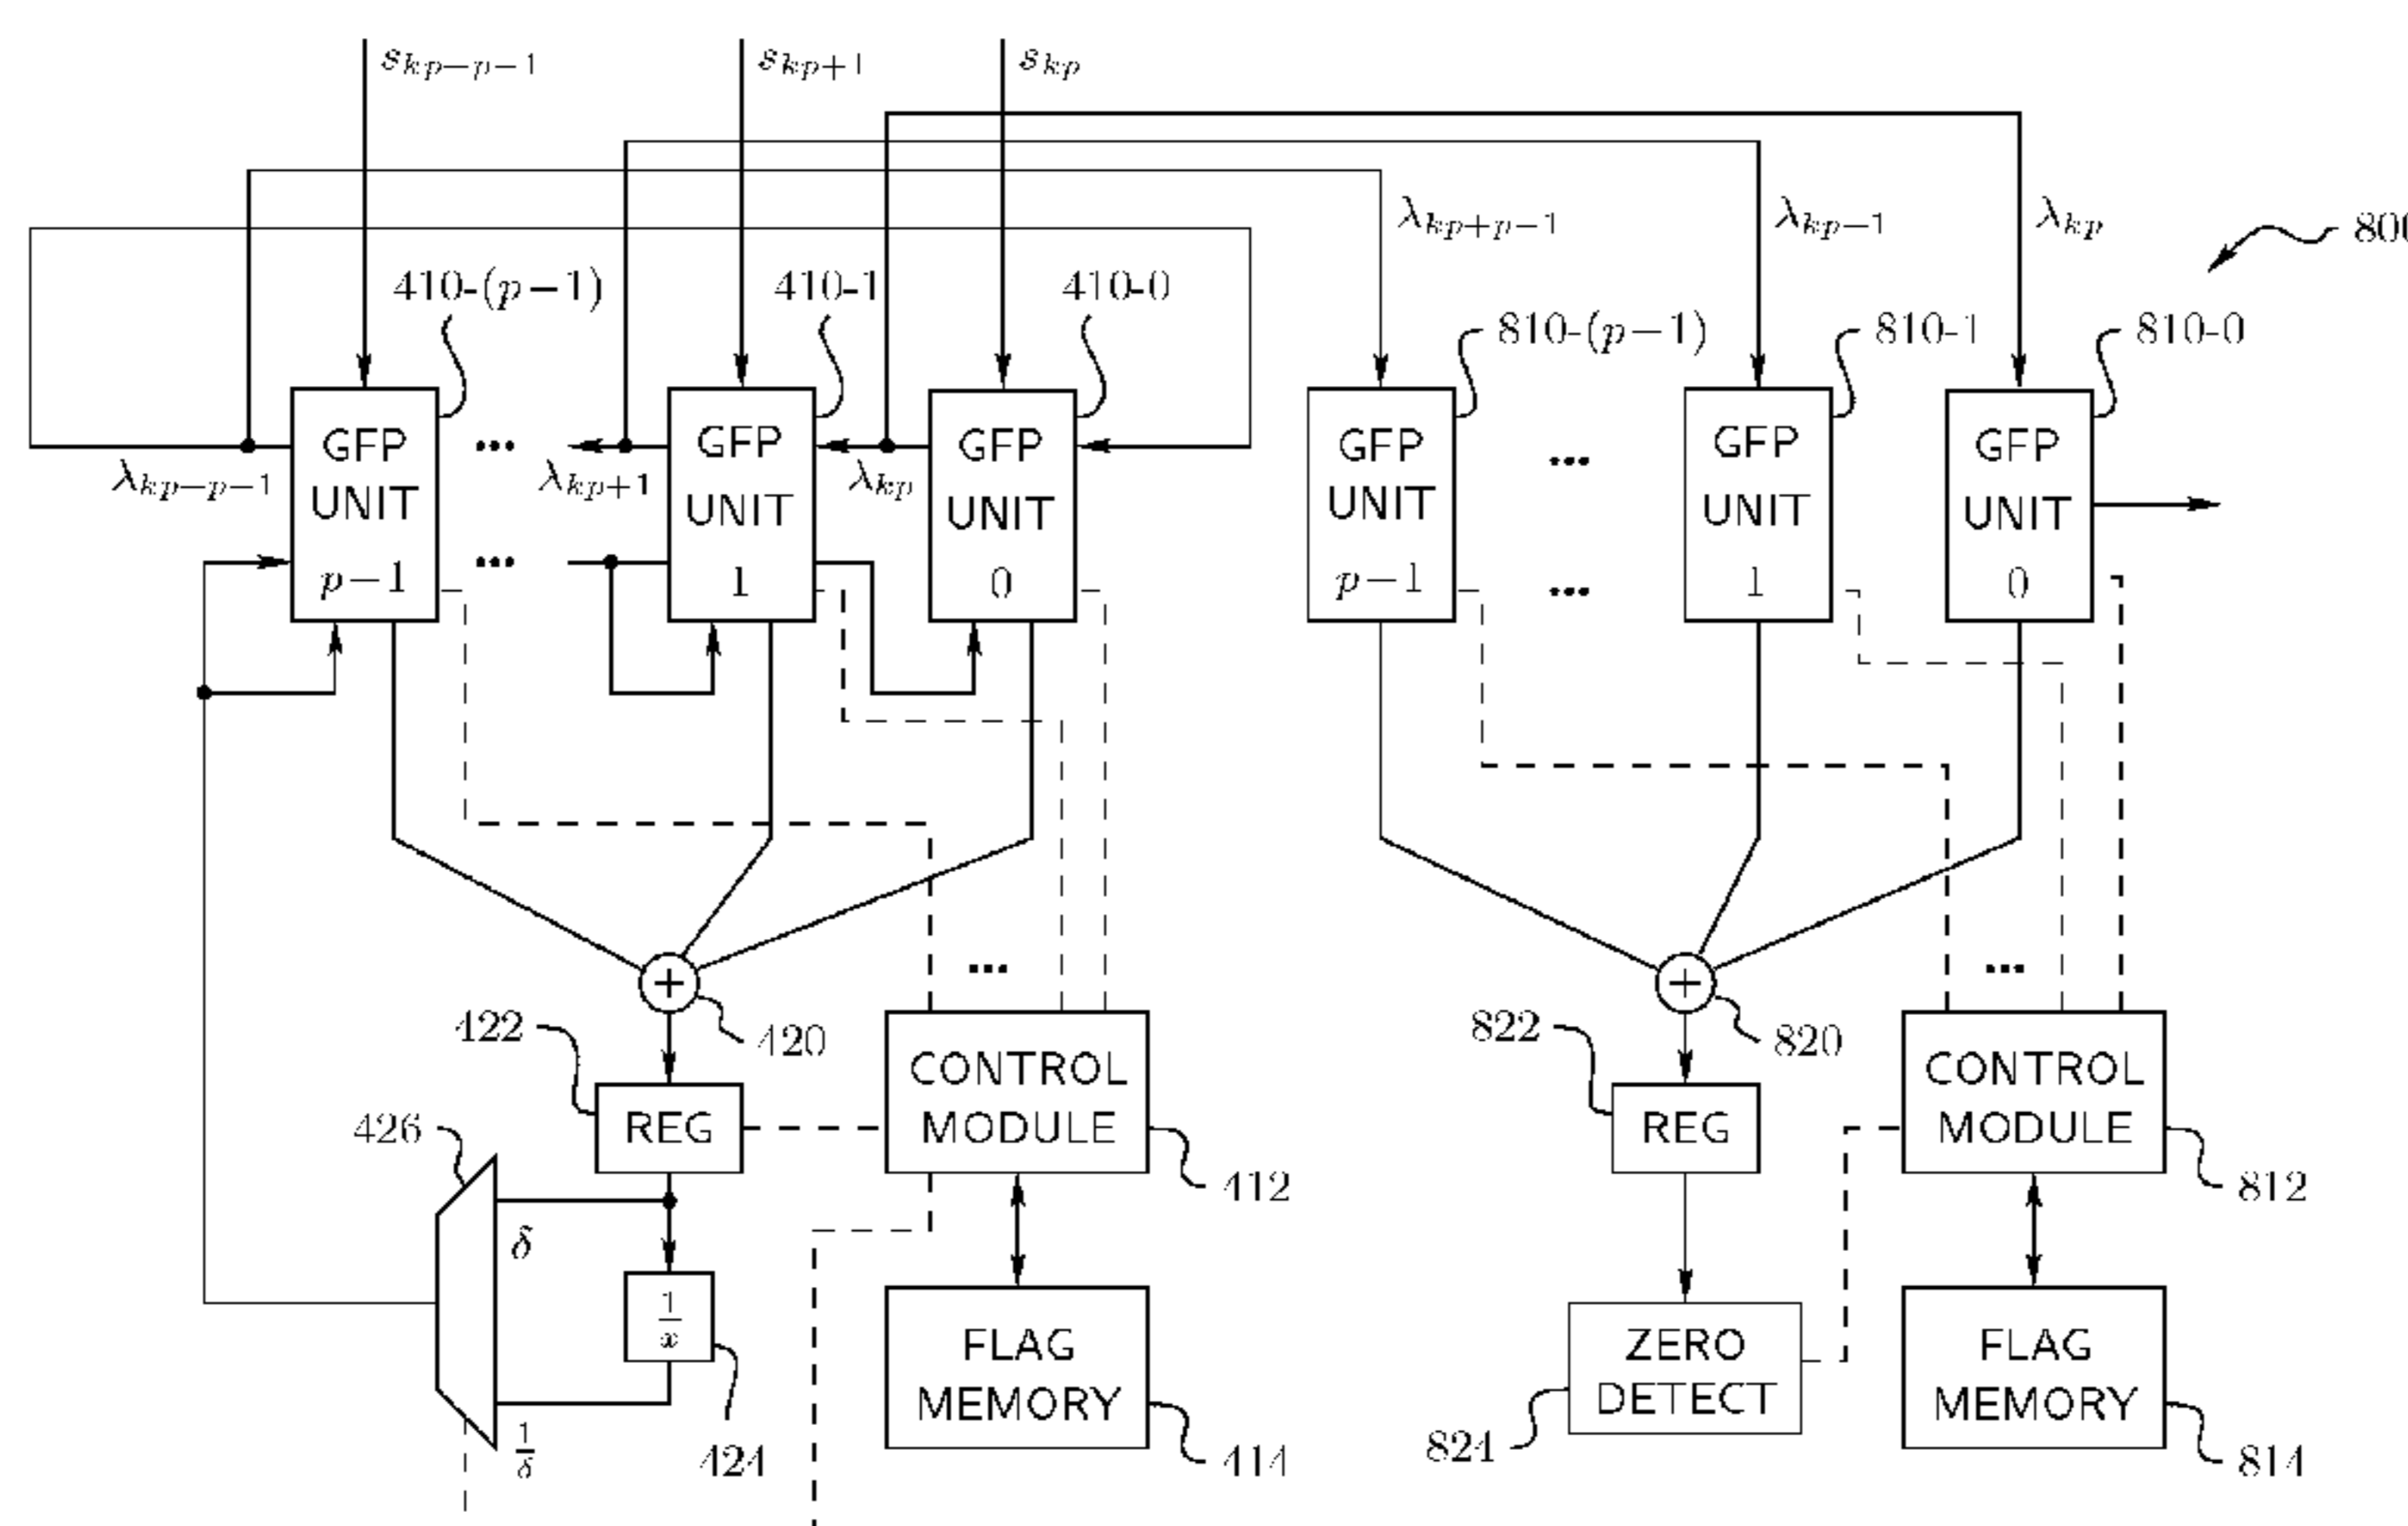 s_{kp-p-1} s_{kp+1} s_{kp}
λ_{kp+p-1} λ_{kp-1} λ_{kp} 800
410-(p-1) 410-1 410-0
810-(p-1) 810-1 810-0
GFP UNIT p-1
... 
GFP UNIT 1
GFP UNIT 0
GFP UNIT p-1
...
GFP UNIT 1
GFP UNIT 0
λ_{kp-p-1} λ_{kp+1} λ_{kp}
... ...
... ...
+ +
422 420 822 820
REG
CONTROL
MODULE
REG
CONTROL
MODULE
426 412 812
δ
1/x
FLAG
MEMORY
ZERO
DETECT
FLAG
MEMORY
1/δ
424 414 824 814